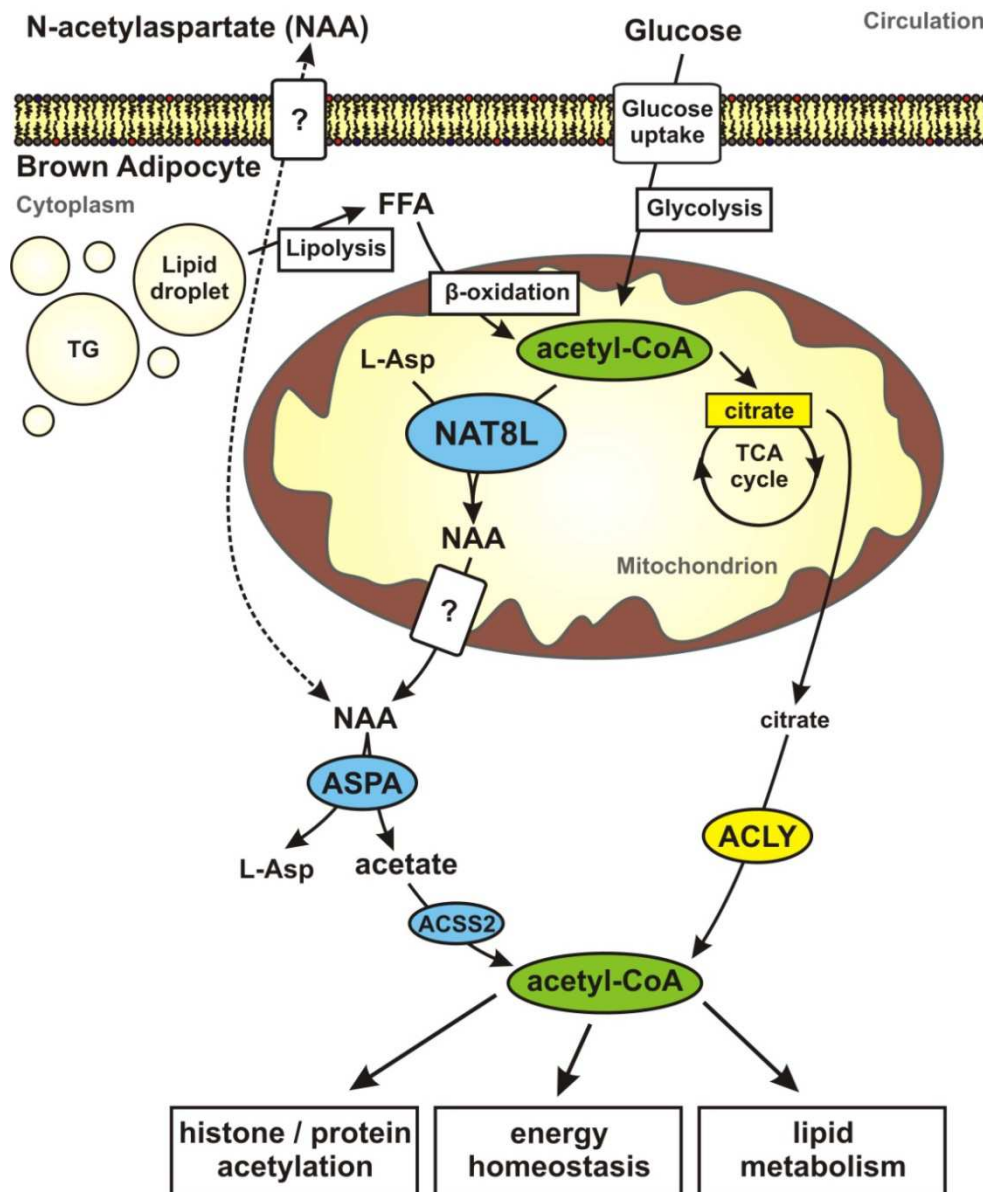 N-acetylaspartate (NAA)
Glucose
Circulation
?
Glucose
uptake
Brown Adipocyte
Cytoplasm
FFA
Glycolysis
Lipolysis
Lipid
droplet
β-oxidation
TG
acetyl-CoA
L-Asp
citrate
NAT8L
TCA
cycle
NAA
Mitochondrion
?
NAA
citrate
ASPA
ACLY
L-Asp
acetate
ACSS2
acetyl-CoA
histone / protein
acetylation
energy
homeostasis
lipid
metabolism